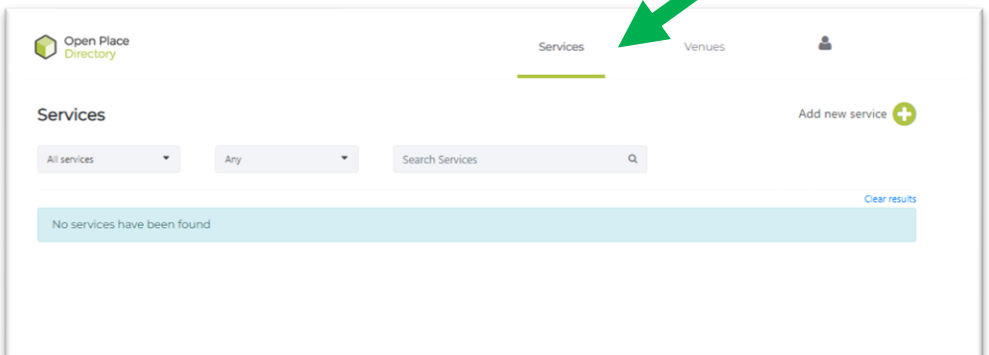 Open Place
Directory
Services
Venues
Services
Add new service
All services
Any
Search Services
Clear results
No services have been found